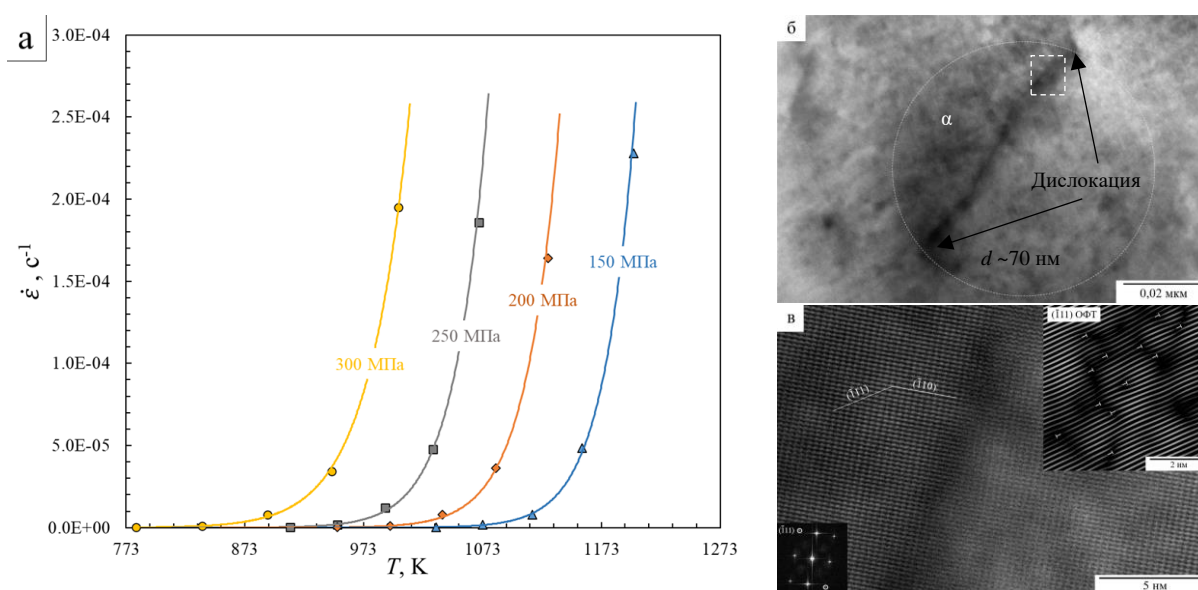 а
3.0E-04
2.5E-04
2.0E-04
1.5E-04
1.0E-04
5.0E-05
0.0E+00
773
873
973
1073
1173
1273
ε̇ , с⁻¹
T, K
300 МПа
250 МПа
200 МПа
150 МПа
б
α
Дислокация
d ~70 нм
0,02 мкм
в
(1̄11)
(1̄10)
(1̄11) ОФТ
2 нм
(1̄11)
5 нм